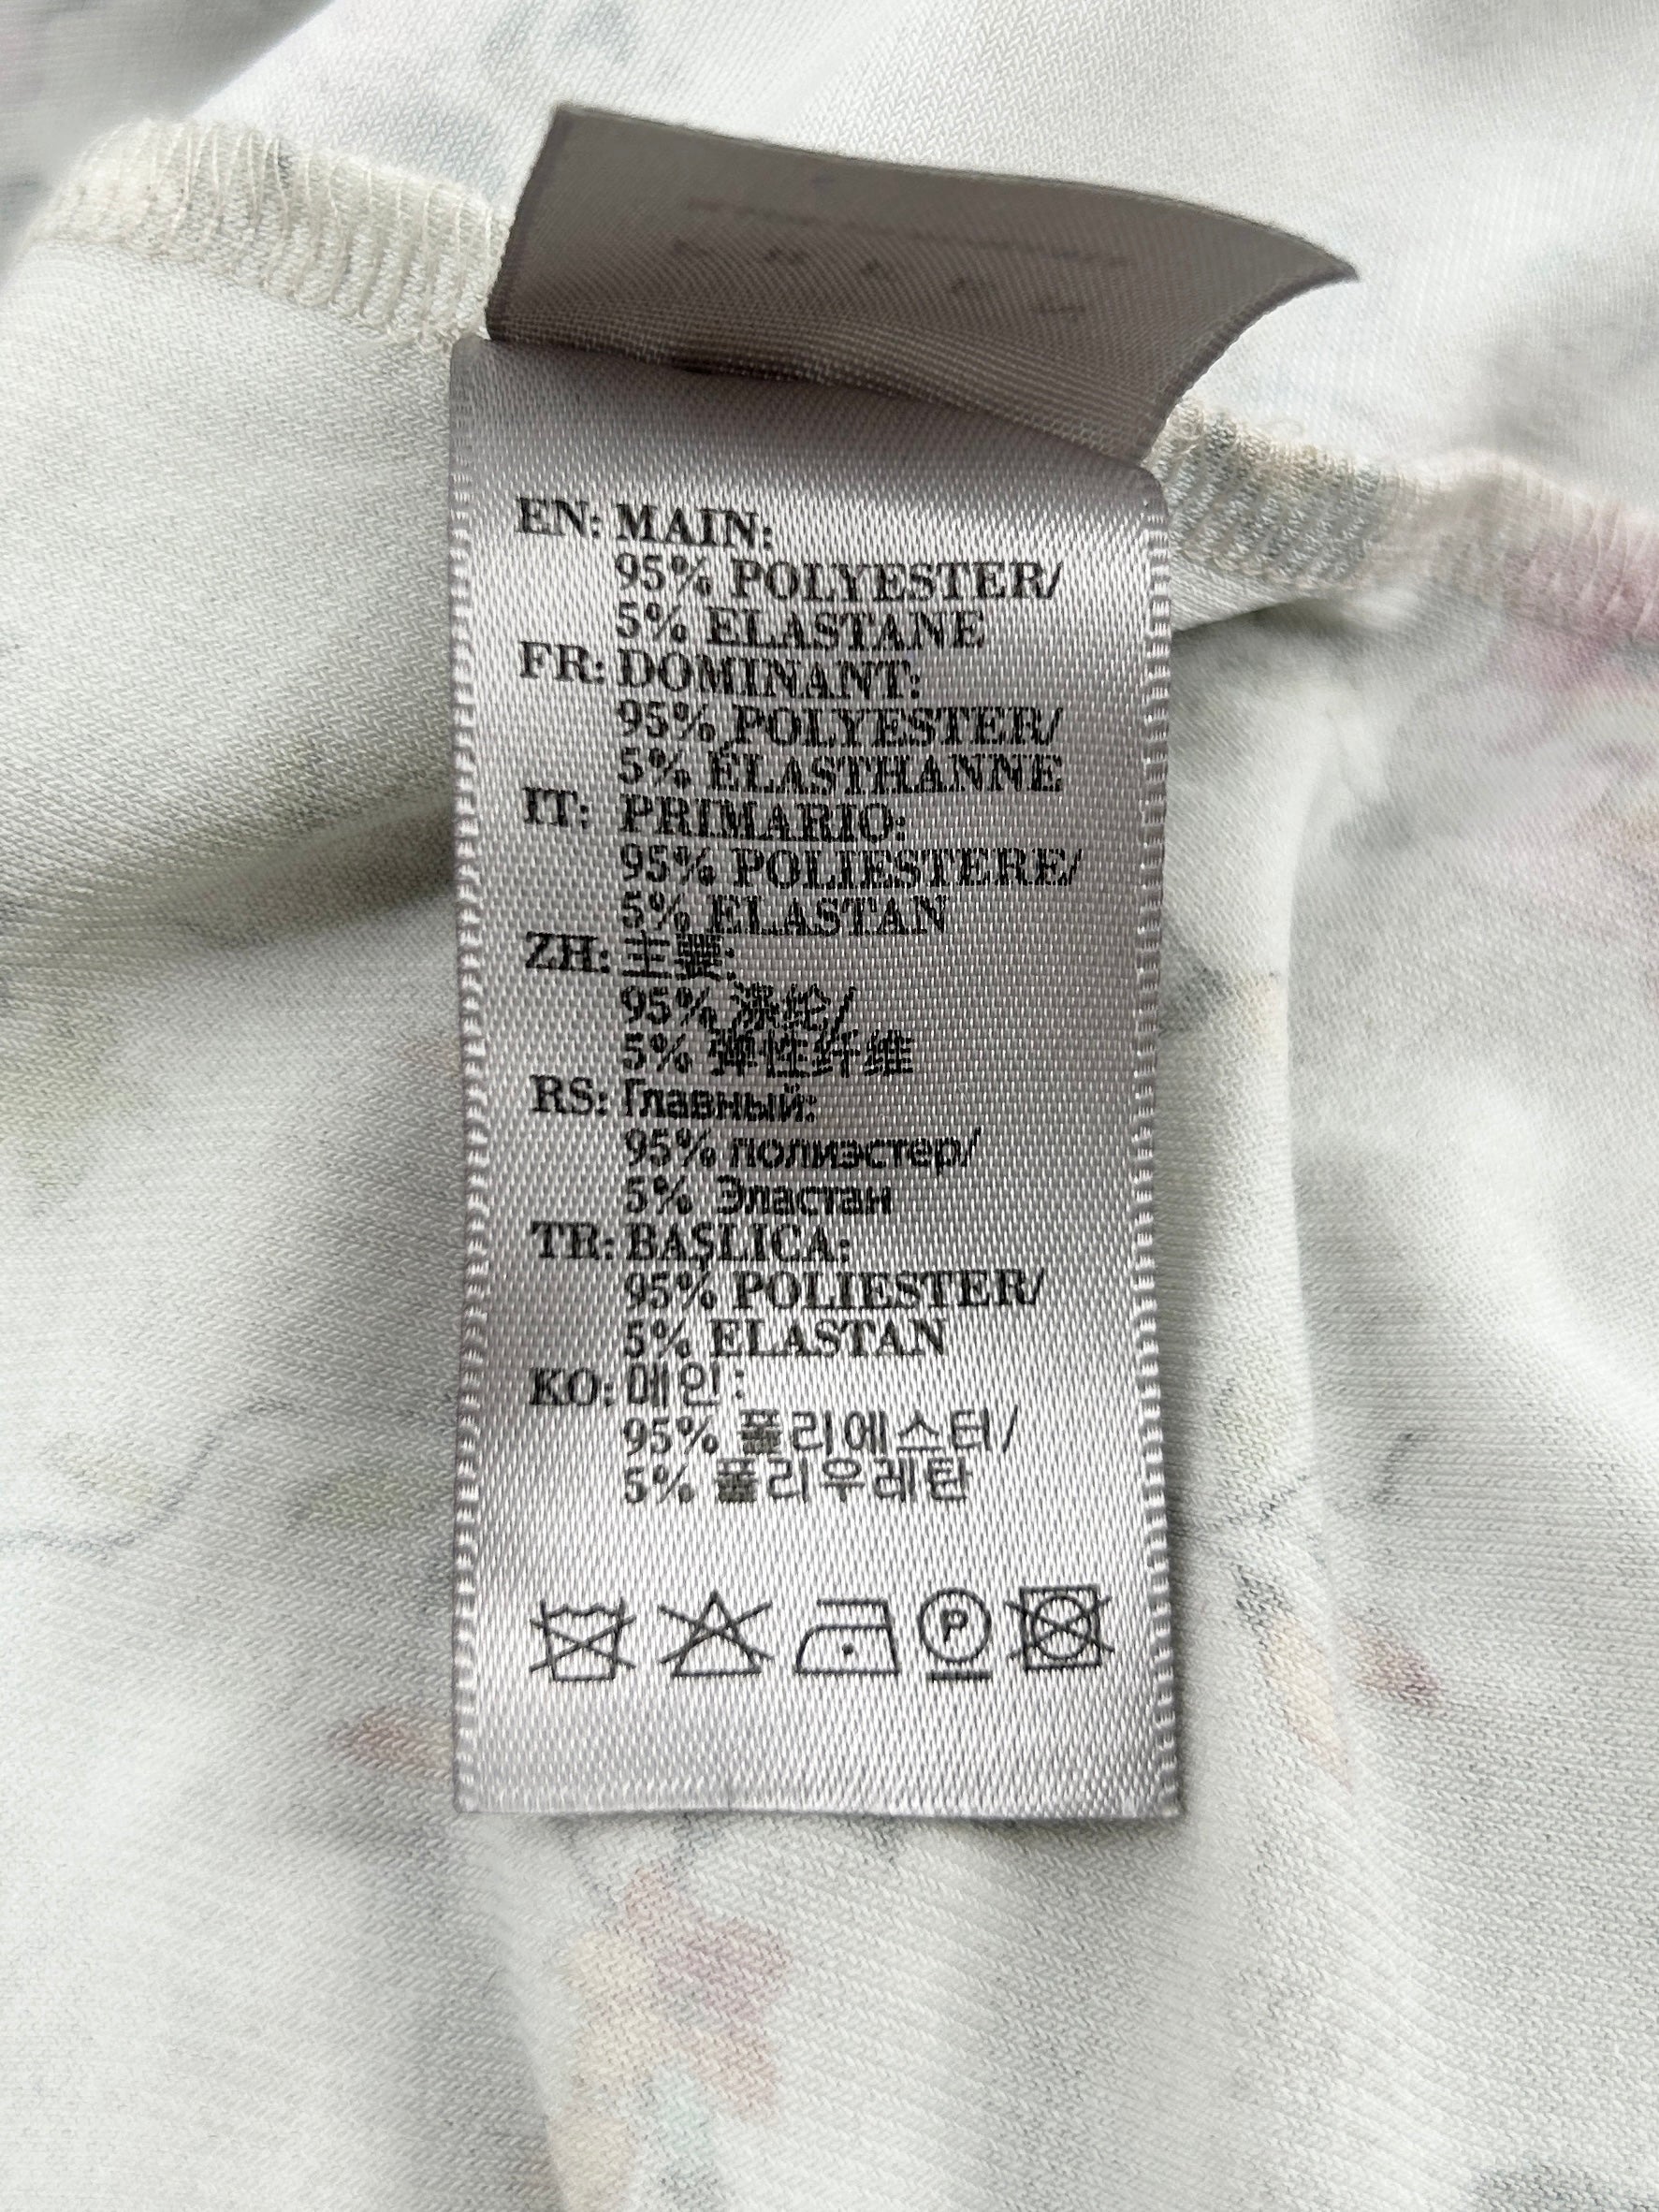 EN: MAIN:
95% POLYESTER/
5% ELASTANE
FR: DOMINANT:
95% POLYESTER/
5% ÉLASTHANNE
IT: PRIMARIO:
95% POLIESTERE/
5% ELASTAN
ZH: 主要:
95% 涤纶/
5% 弹性纤维
RS: Главный:
95% полиэстер/
5% Эластан
TR: BAŞLICA:
95% POLIESTER/
5% ELASTAN
KO: 메인:
95% 폴리에스터/
5% 폴리우레탄
P